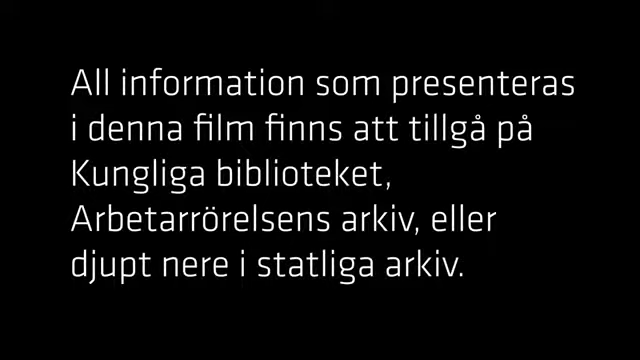 All information som presenteras
i denna film finns att tillgå på
Kungliga biblioteket,
Arbetarrörelsens arkiv, eller
djupt nere i statliga arkiv.